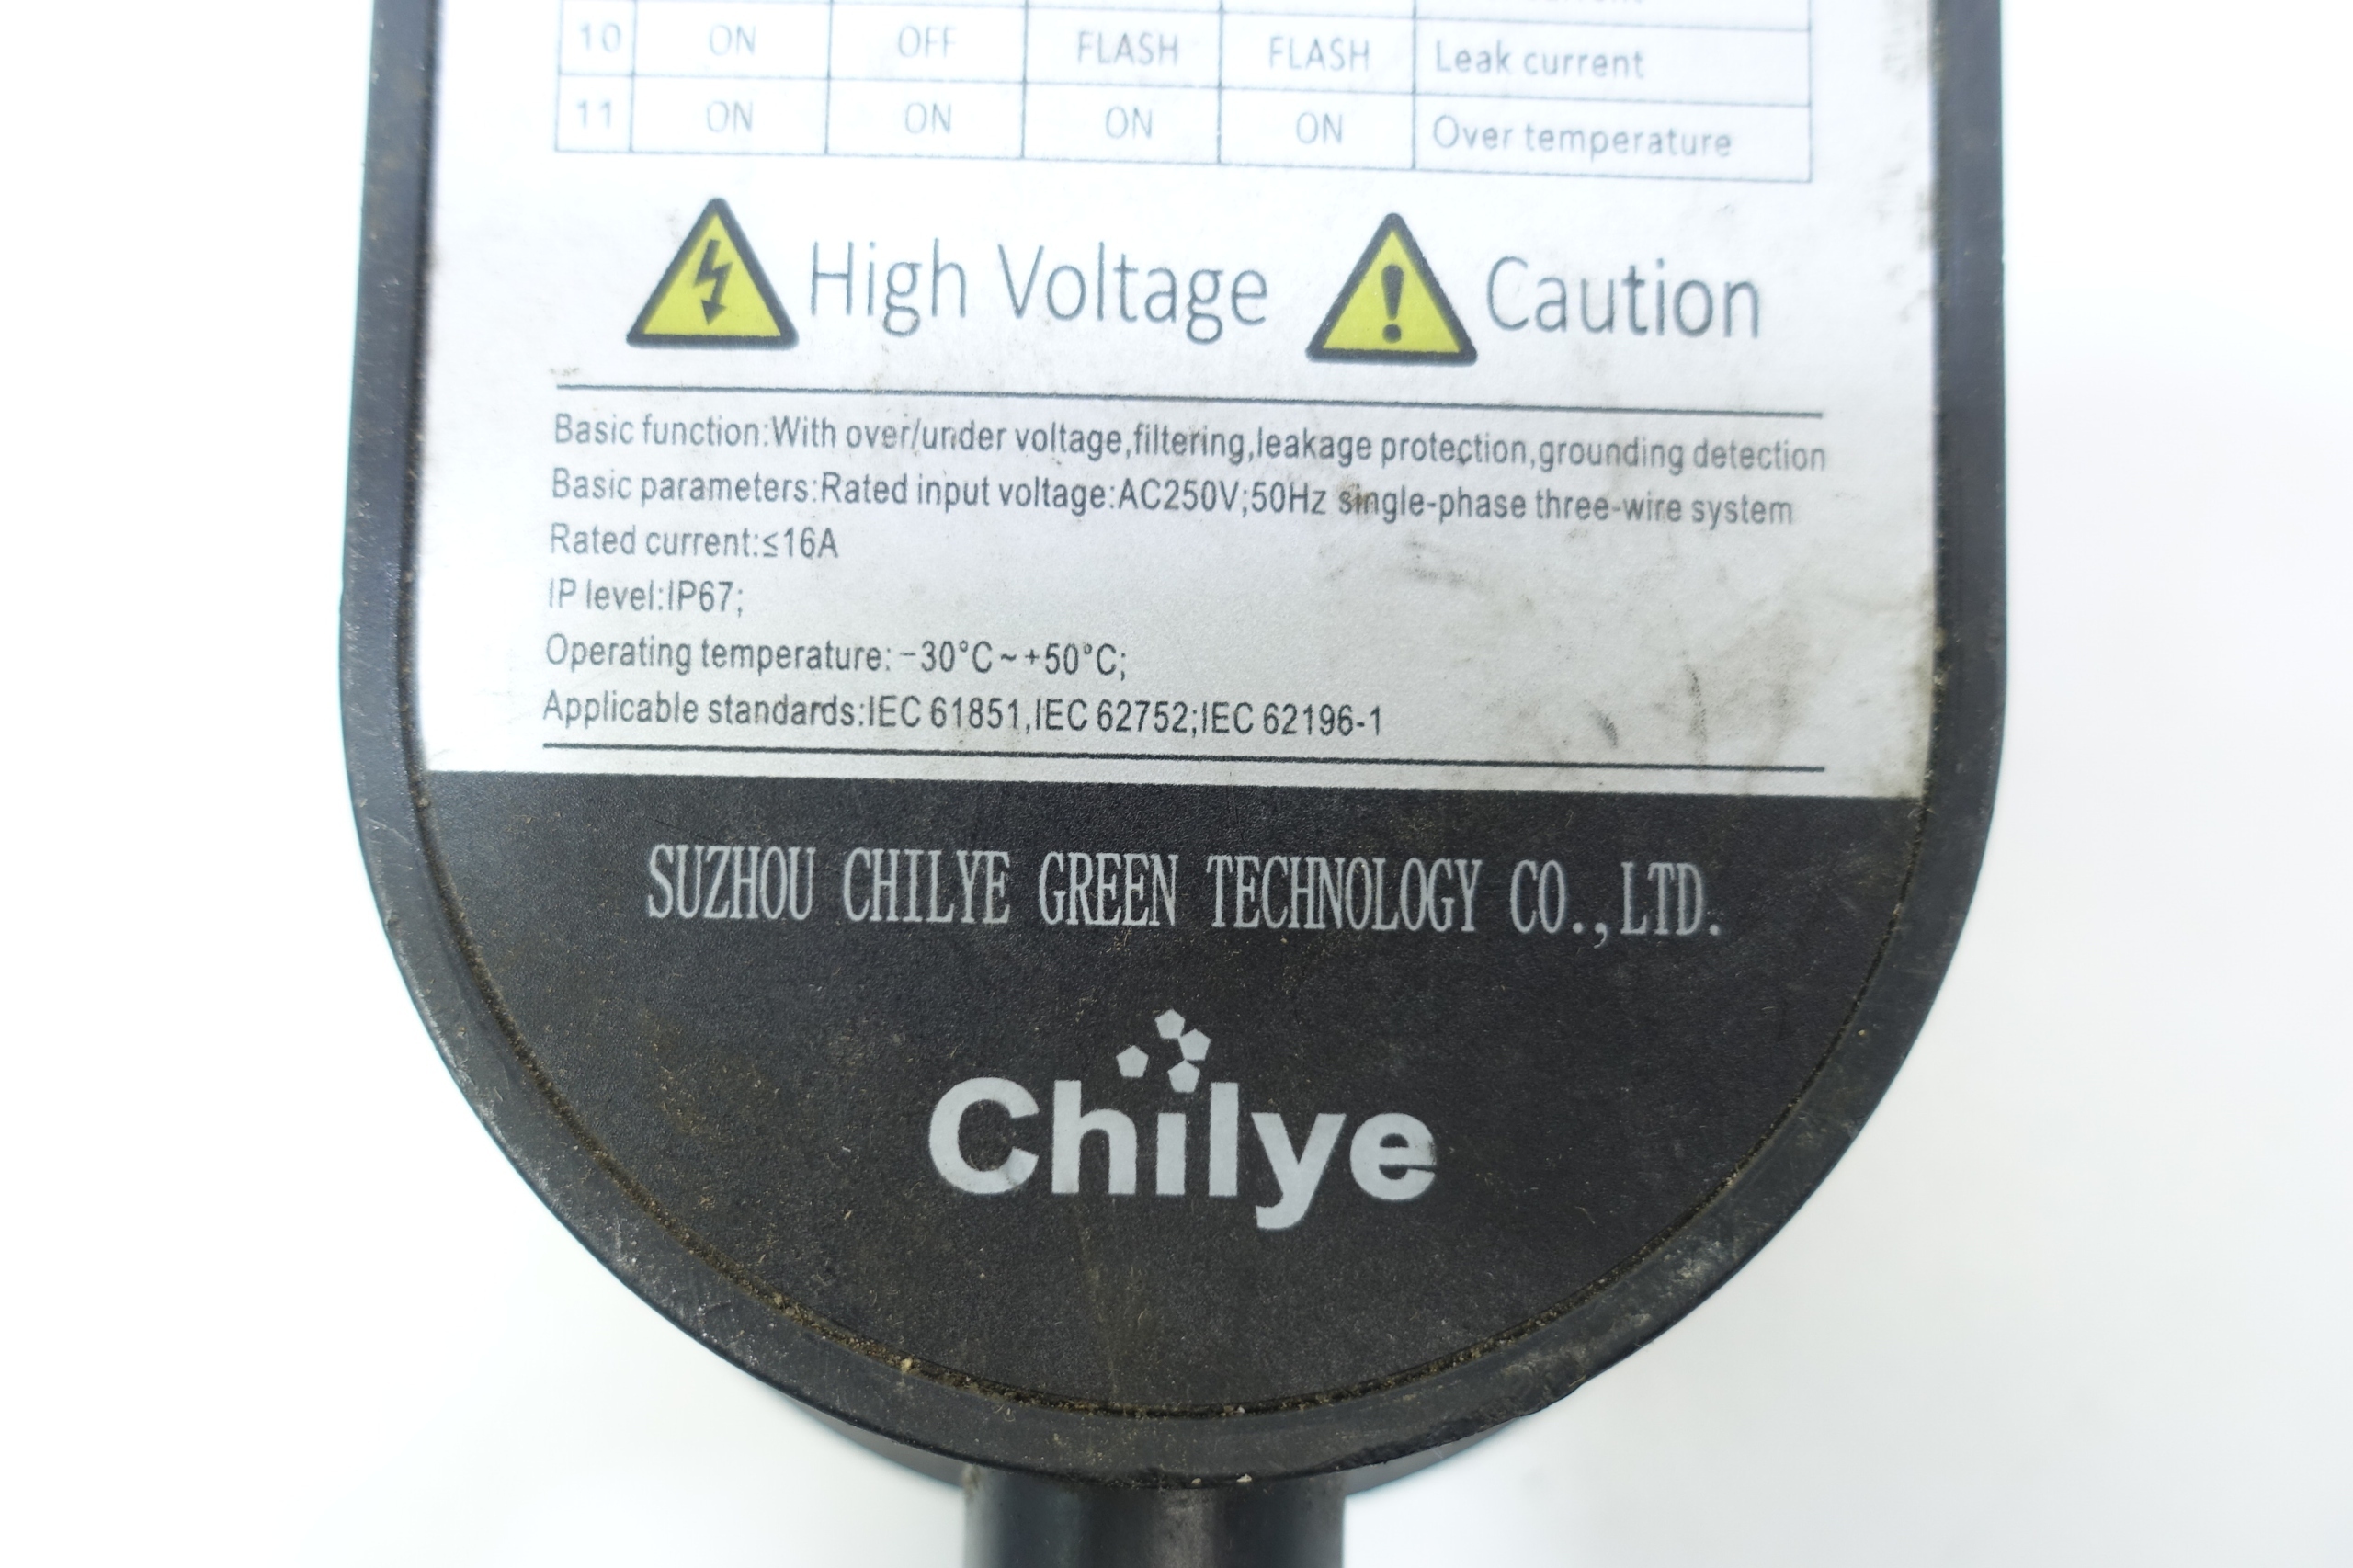 10 ON OFF FLASH FLASH Leak current
11 ON ON ON ON Over temperature
High Voltage Caution
Basic function:With over/under voltage,filtering,leakage protection,grounding detection
Basic parameters:Rated input voltage:AC250V;50Hz single-phase three-wire system
Rated current:≤16A
IP level:IP67;
Operating temperature: -30°C~+50°C;
Applicable standards:IEC 61851,IEC 62752;IEC 62196-1
SUZHOU CHILYE GREEN TECHNOLOGY CO.,LTD.
Chilye